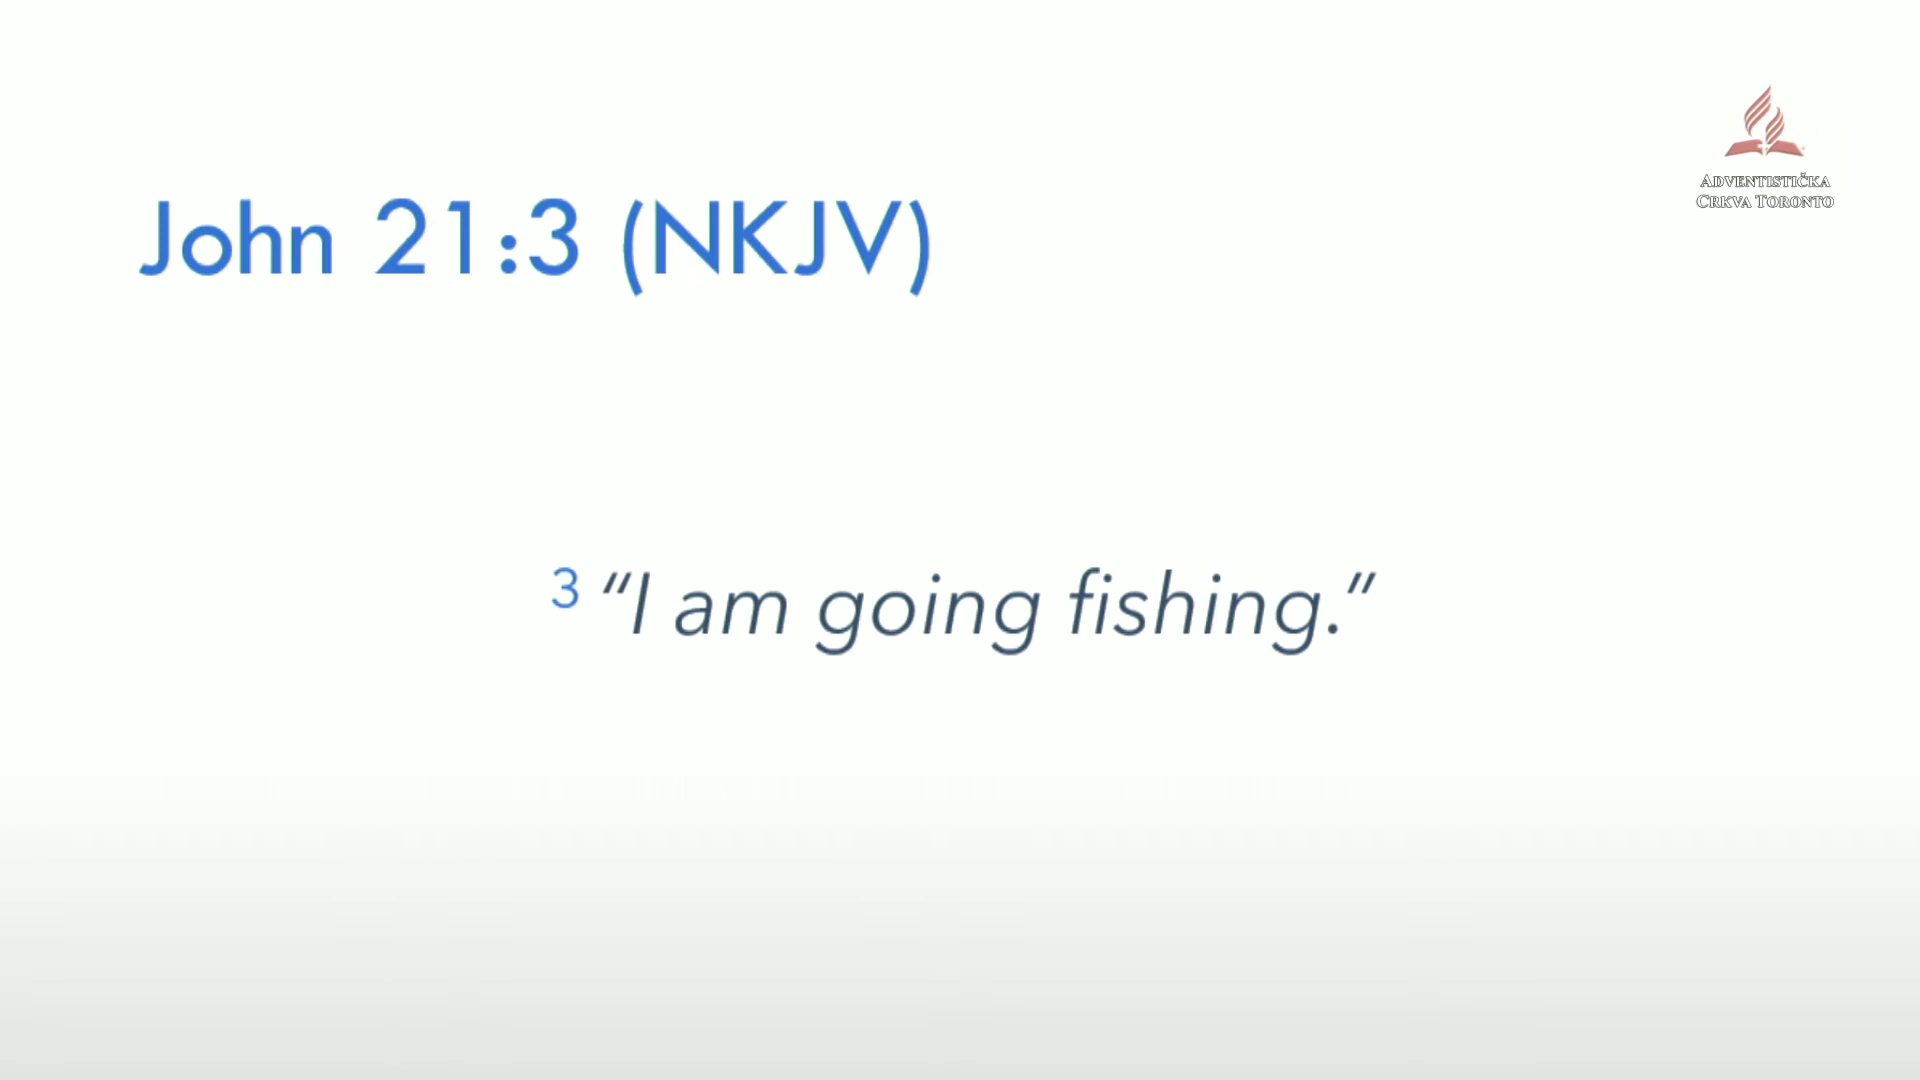 John 21:3 (NKJV)
ADVENTISTIČKA
CRKVA TORONTO
3 “I am going fishing.”